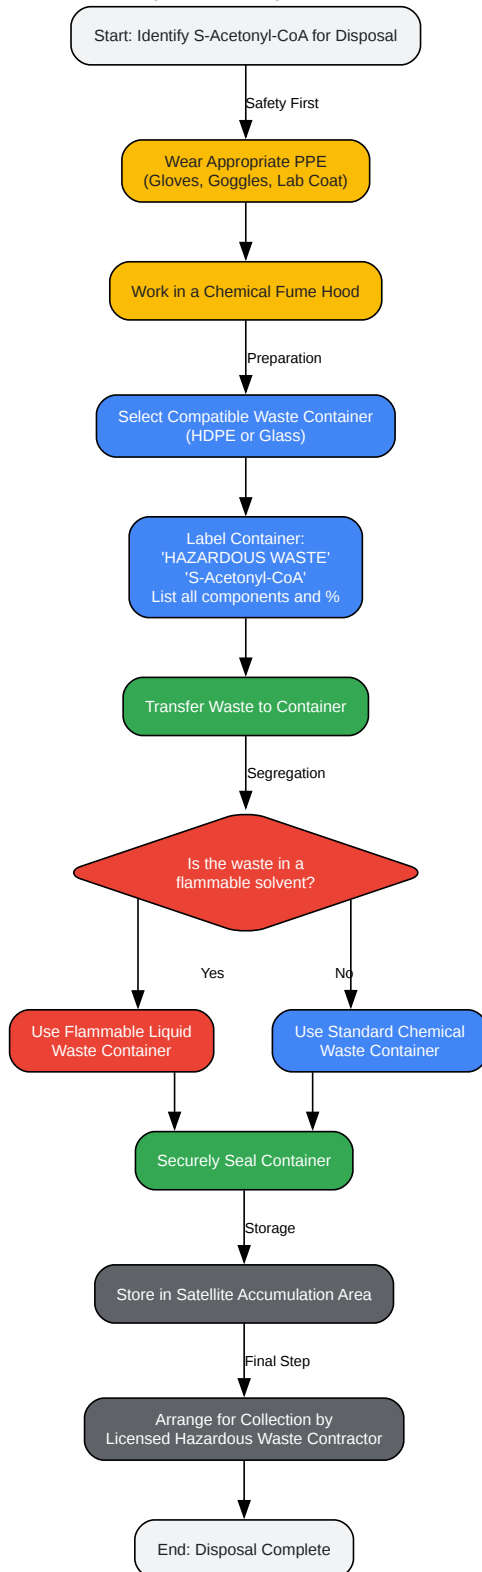 Start: Identify S-Acetonyl-CoA for Disposal
Safety First
Wear Appropriate PPE
(Gloves, Goggles, Lab Coat)
Work in a Chemical Fume Hood
Preparation
Select Compatible Waste Container
(HDPE or Glass)
Label Container:
'HAZARDOUS WASTE'
'S-Acetonyl-CoA'
List all components and %
Transfer Waste to Container
Segregation
Is the waste in a
flammable solvent?
Yes
No
Use Flammable Liquid
Waste Container
Use Standard Chemical
Waste Container
Securely Seal Container
Storage
Store in Satellite Accumulation Area
Final Step
Arrange for Collection by
Licensed Hazardous Waste Contractor
End: Disposal Complete